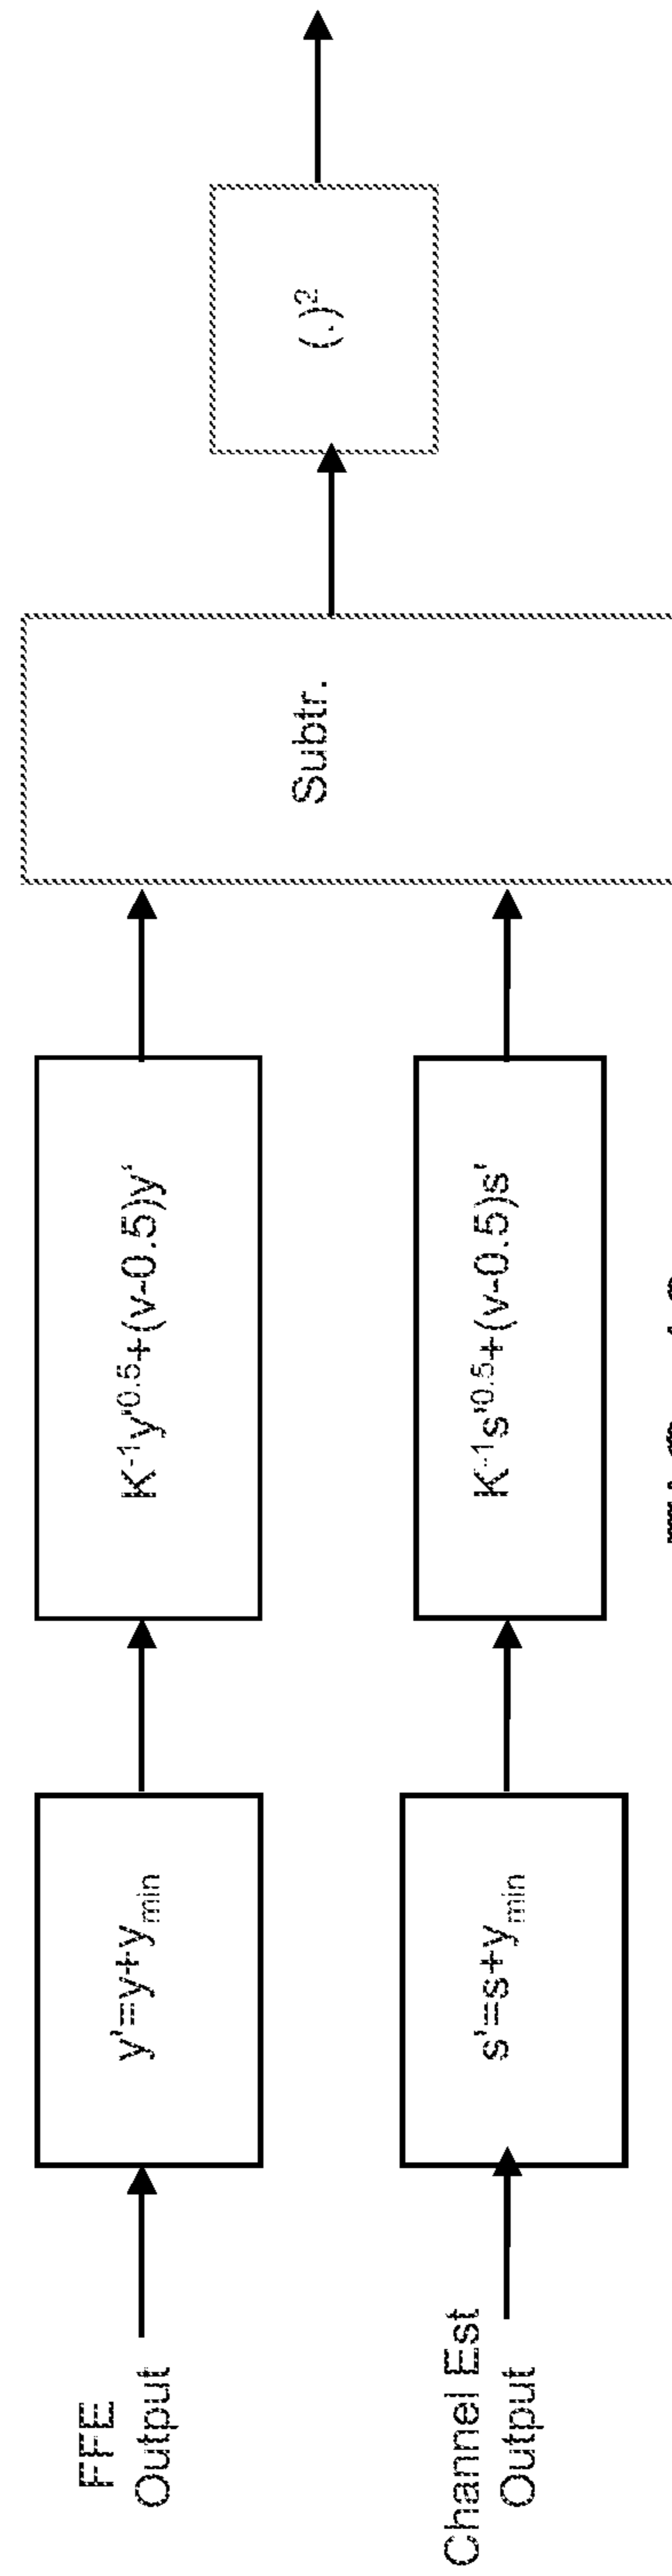 FFE
Output
y'=y+y_min
K⁻¹y'⁰·⁵+(v-0.5)y'
Channel Est
Output
s'=s+y_min
K⁻¹s'⁰·⁵+(v-0.5)s'
Subtr.
(.)²